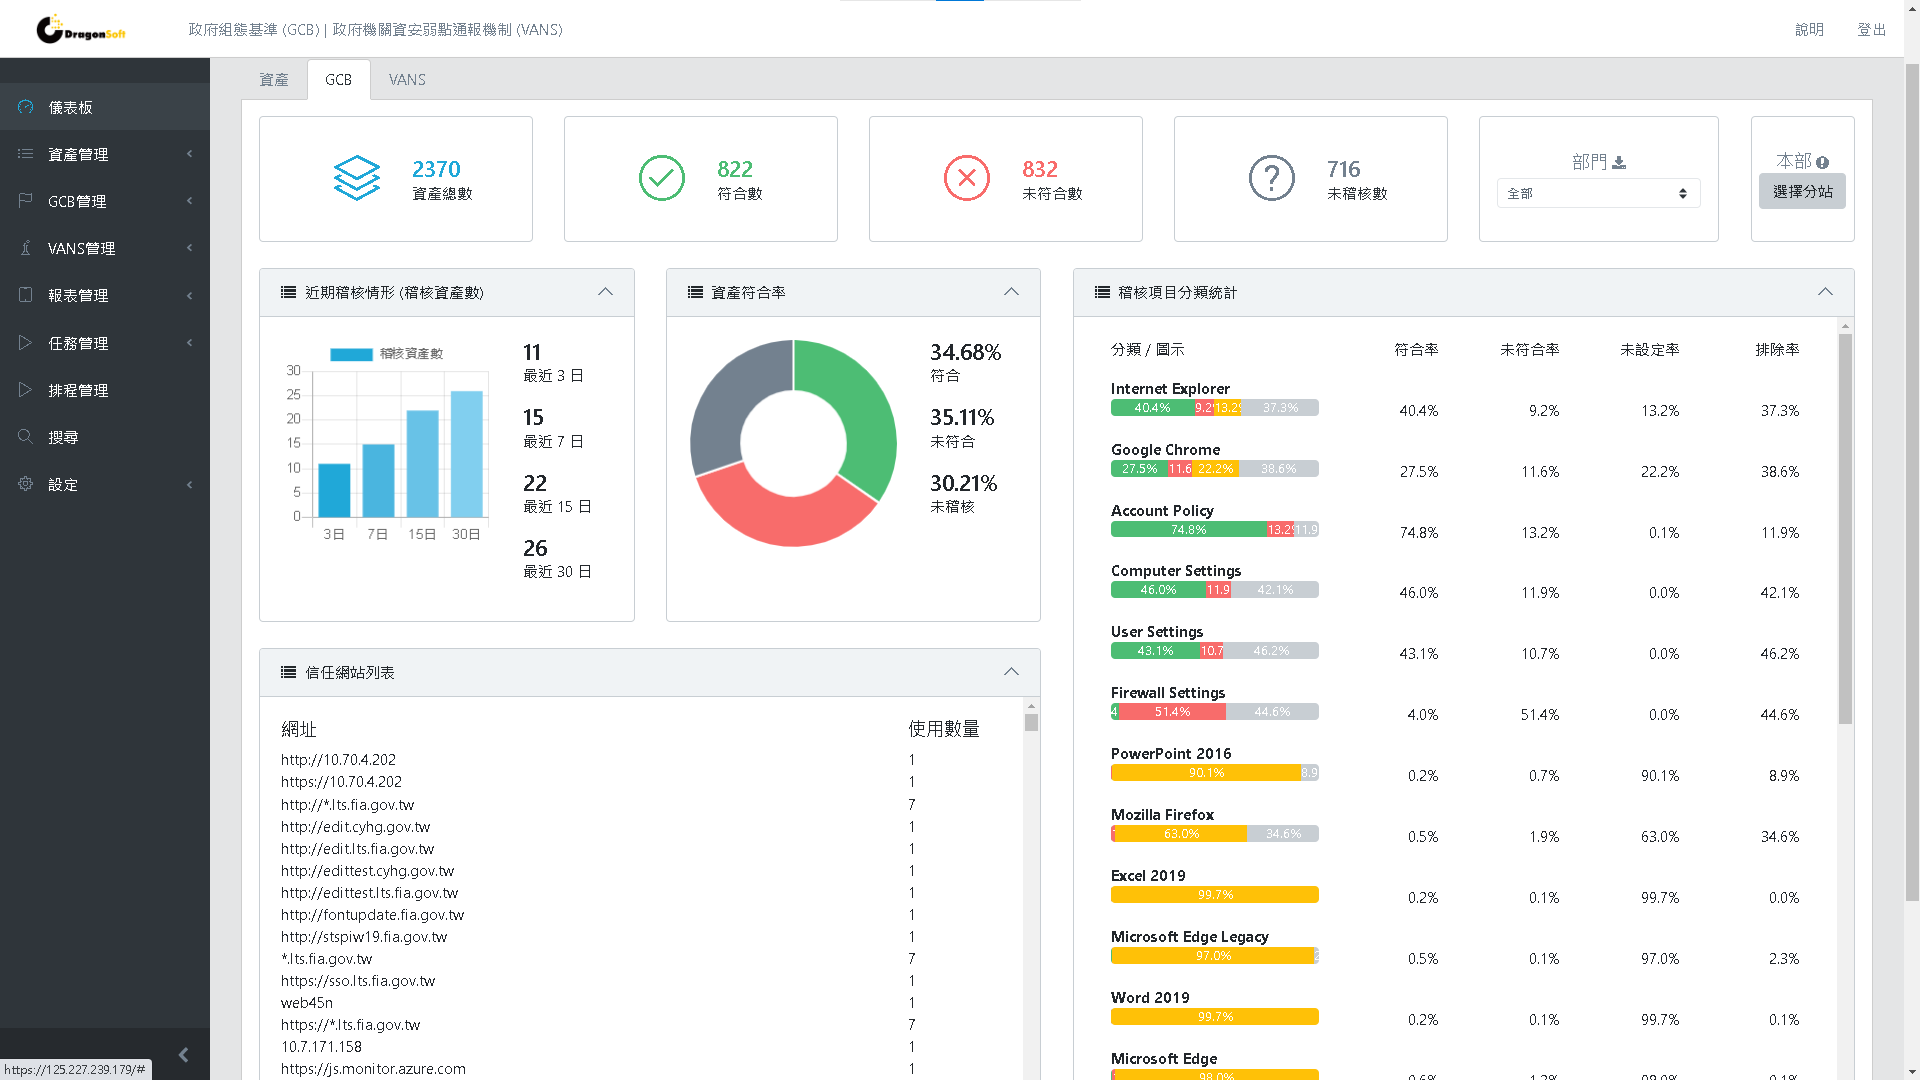 DragonSoft
政府組態基準 (GCB) | 政府機關資安弱點通報機制 (VANS)
說明
登出
儀表板
資產管理
GCB管理
VANS管理
報表管理
任務管理
排程管理
搜尋
設定
https://125.227.239.179/#
資產
GCB
VANS
2370
資產總數
822
符合數
832
未符合數
716
未稽核數
部門
全部
本部
選擇分站
近期稽核情形 (稽核資產數)
稽核資產數
30
25
20
15
10
5
0
3日 7日 15日 30日
11
最近 3 日
15
最近 7 日
22
最近 15 日
26
最近 30 日
資產符合率
34.68%
符合
35.11%
未符合
30.21%
未稽核
信任網站列表
網址 使用數量
http://10.70.4.202 1
https://10.70.4.202 1
http://*.lts.fia.gov.tw 7
http://edit.cyhg.gov.tw 1
http://edit.lts.fia.gov.tw 1
http://edittest.cyhg.gov.tw 1
http://edittest.lts.fia.gov.tw 1
http://fontupdate.fia.gov.tw 1
http://stspiw19.fia.gov.tw 1
*.lts.fia.gov.tw 7
https://sso.lts.fia.gov.tw 1
web45n 1
https://*.lts.fia.gov.tw 7
10.7.171.158 1
https://js.monitor.azure.com 1
稽核項目分類統計
分類 / 圖示 符合率 未符合率 未設定率 排除率
Internet Explorer
40.4% 9.2% 13.2% 37.3% 40.4% 9.2% 13.2% 37.3%
Google Chrome
27.5% 11.6 22.2% 38.6% 27.5% 11.6% 22.2% 38.6%
Account Policy
74.8% 13.2% 11.9 74.8% 13.2% 0.1% 11.9%
Computer Settings
46.0% 11.9 42.1% 46.0% 11.9% 0.0% 42.1%
User Settings
43.1% 10.7 46.2% 43.1% 10.7% 0.0% 46.2%
Firewall Settings
4 51.4% 44.6% 4.0% 51.4% 0.0% 44.6%
PowerPoint 2016
90.1% 8.9 0.2% 0.7% 90.1% 8.9%
Mozilla Firefox
63.0% 34.6% 0.5% 1.9% 63.0% 34.6%
Excel 2019
99.7% 0.2% 0.1% 99.7% 0.0%
Microsoft Edge Legacy
97.0% 2 0.5% 0.1% 97.0% 2.3%
Word 2019
99.7% 0.2% 0.1% 99.7% 0.1%
Microsoft Edge
98.0% 0.6% 1.2% 98.0% 0.1%